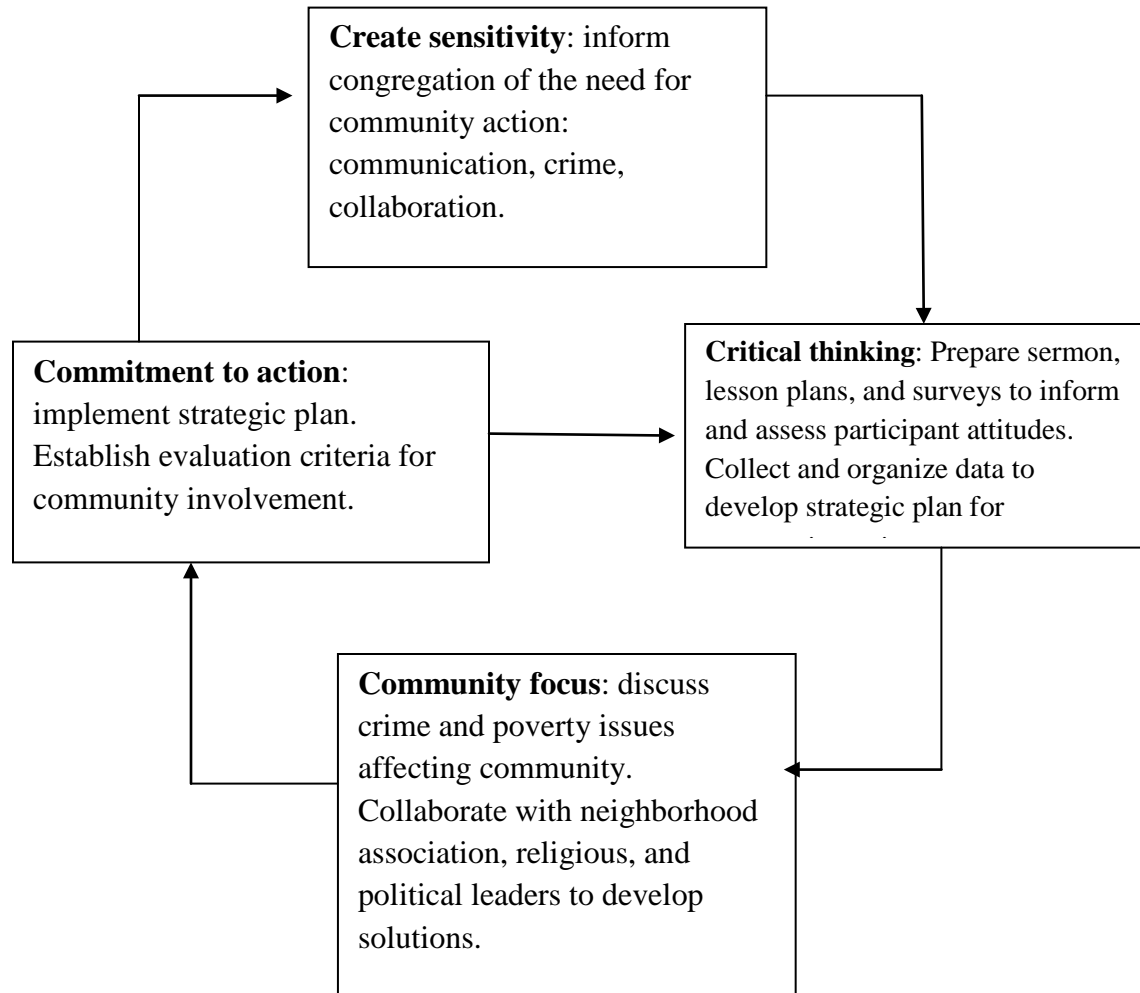 Create sensitivity: inform
congregation of the need for
community action:
communication, crime,
collaboration.
Critical thinking: Prepare sermon,
lesson plans, and surveys to inform
and assess participant attitudes.
Collect and organize data to
develop strategic plan for
Commitment to action:
implement strategic plan.
Establish evaluation criteria for
community involvement.
Community focus: discuss
crime and poverty issues
affecting community.
Collaborate with neighborhood
association, religious, and
political leaders to develop
solutions.